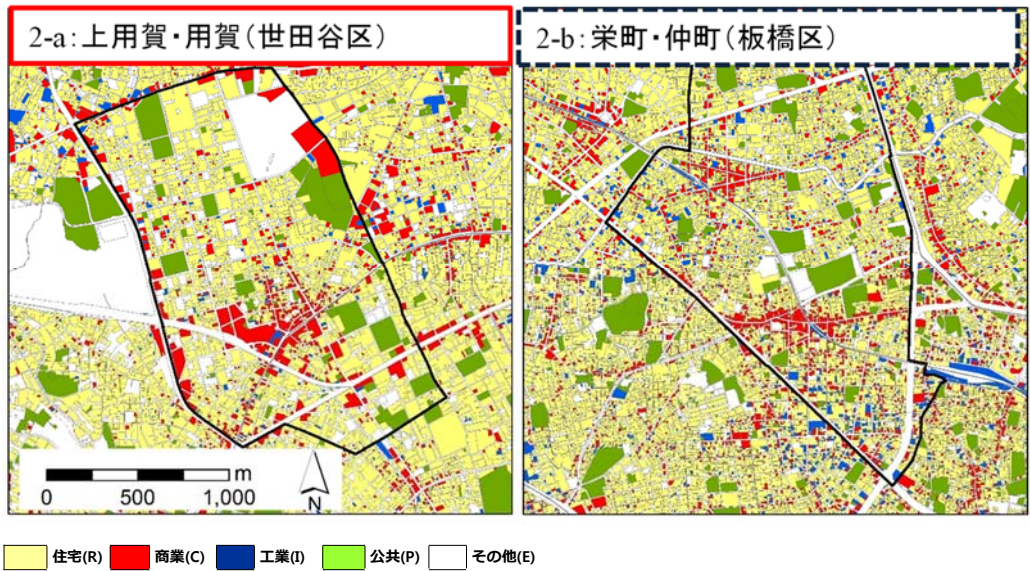 2-a：上用賀・用賀（世田谷区）
2-b：栄町・仲町（板橋区）
0 500 1,000 m
N
住宅(R) 商業(C) 工業(I) 公共(P) その他(E)